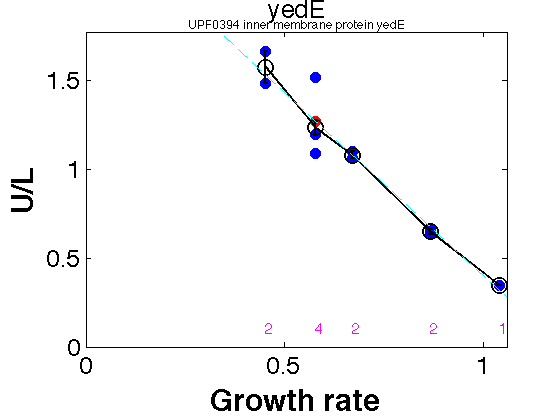 yedE
UPF0394 inner membrane protein yedE
1.5
1
0.5
0
U/L
2 4 2 2 1
0 0.5 1
Growth rate